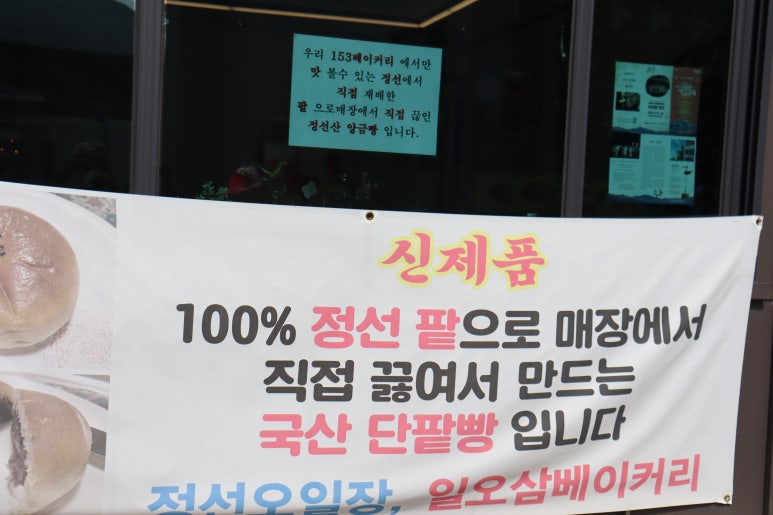 우리 153베이커리 에서만
맛 볼수 있는 정선에서
직접 재배한
팥 으로매장에서 직접 끊인
정선산 앙금빵 입니다.
신제품
100% 정선 팥으로 매장에서
직접 끓여서 만드는
국산 단팥빵 입니다
정선오일장, 일오삼베이커리